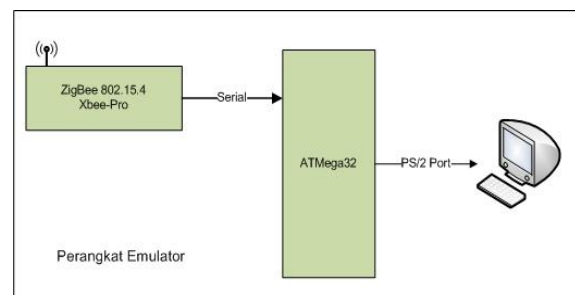 ZigBee 802.15.4
Xbee-Pro
Serial
ATMega32
PS/2 Port
Perangkat Emulator